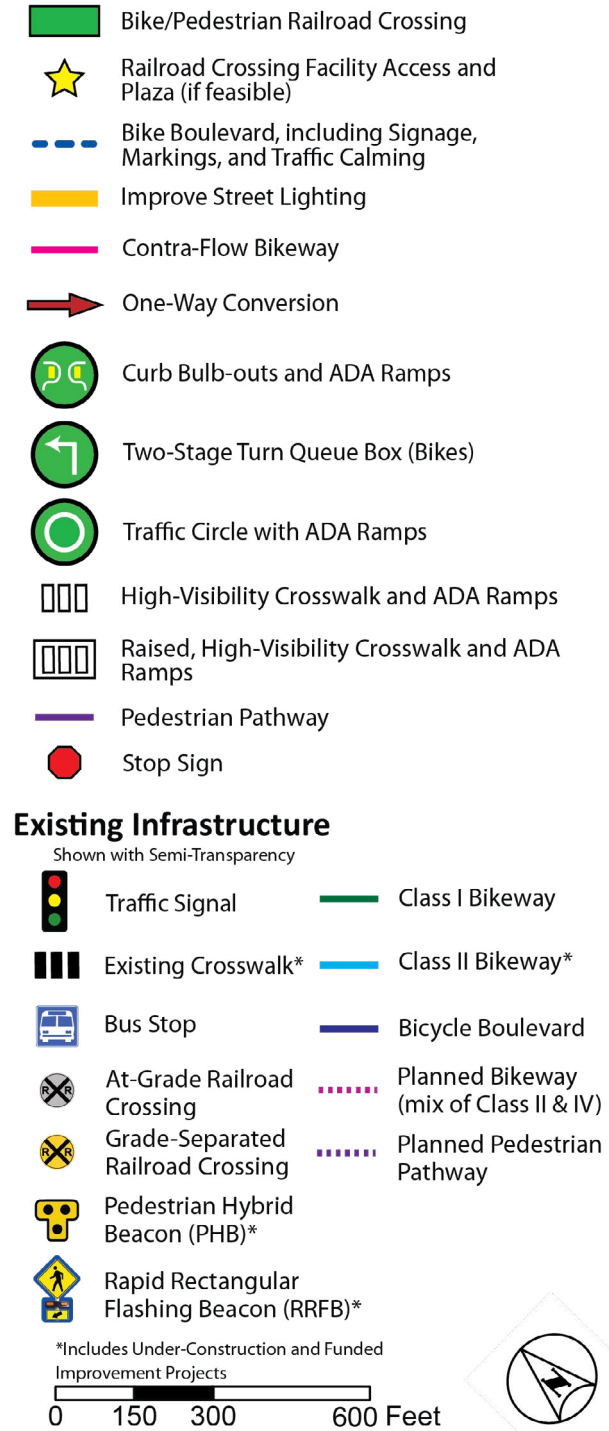 Bike/Pedestrian Railroad Crossing
Railroad Crossing Facility Access and
Plaza (if feasible)
Bike Boulevard, including Signage,
Markings, and Traffic Calming
Improve Street Lighting
Contra-Flow Bikeway
One-Way Conversion
Curb Bulb-outs and ADA Ramps
Two-Stage Turn Queue Box (Bikes)
Traffic Circle with ADA Ramps
High-Visibility Crosswalk and ADA Ramps
Raised, High-Visibility Crosswalk and ADA
Ramps
Pedestrian Pathway
Stop Sign
Existing Infrastructure
Shown with Semi-Transparency
Traffic Signal
Existing Crosswalk*
Bus Stop
R R
At-Grade Railroad
Crossing
R R
Grade-Separated
Railroad Crossing
Pedestrian Hybrid
Beacon (PHB)*
Rapid Rectangular
Flashing Beacon (RRFB)*
Class I Bikeway
Class II Bikeway*
Bicycle Boulevard
Planned Bikeway
(mix of Class II & IV)
Planned Pedestrian
Pathway
*Includes Under-Construction and Funded
Improvement Projects
0 150 300 600 Feet
N